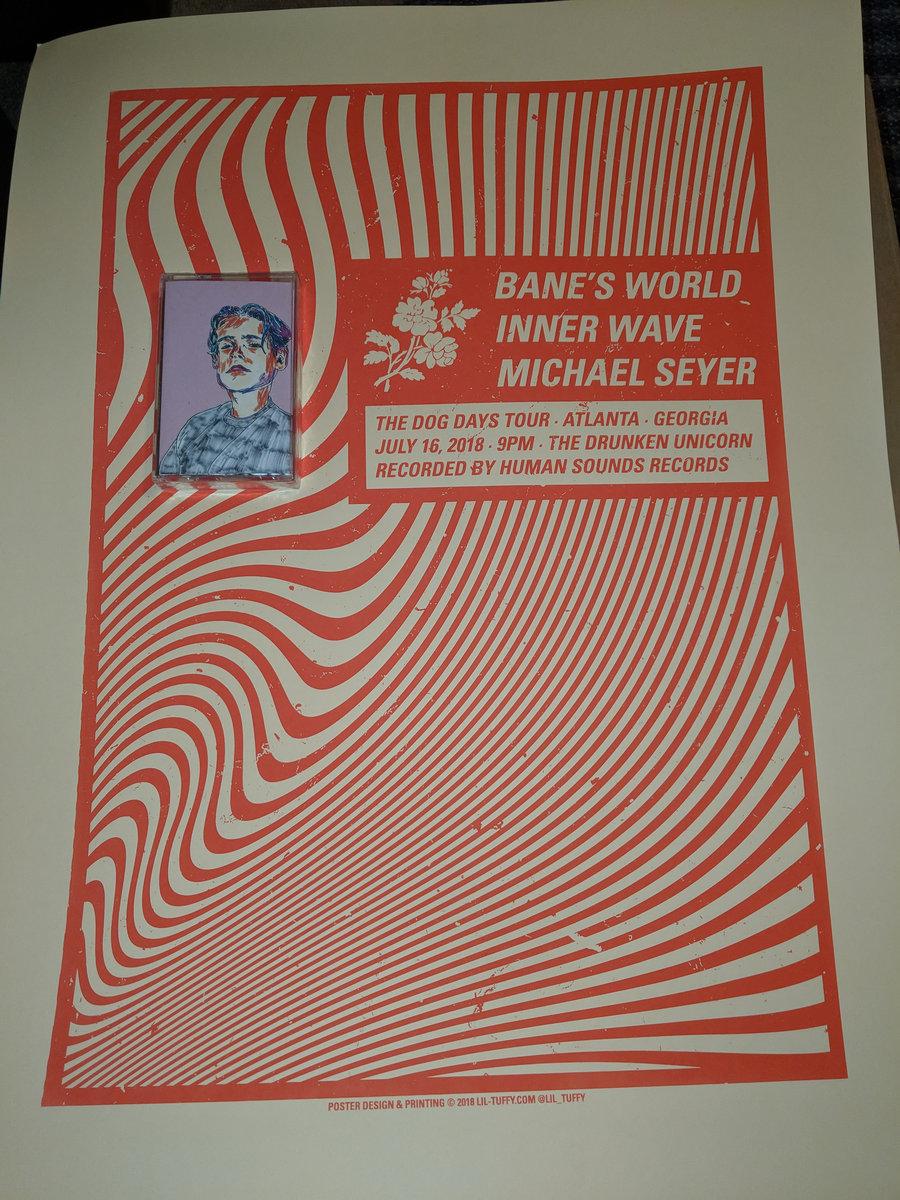 BANE'S WORLD
INNER WAVE
MICHAEL SEYER
THE DOG DAYS TOUR · ATLANTA · GEORGIA
JULY 16, 2018 · 9PM · THE DRUNKEN UNICORN
RECORDED BY HUMAN SOUNDS RECORDS
POSTER DESIGN & PRINTING © 2018 LIL-TUFFY.COM @LIL_TUFFY